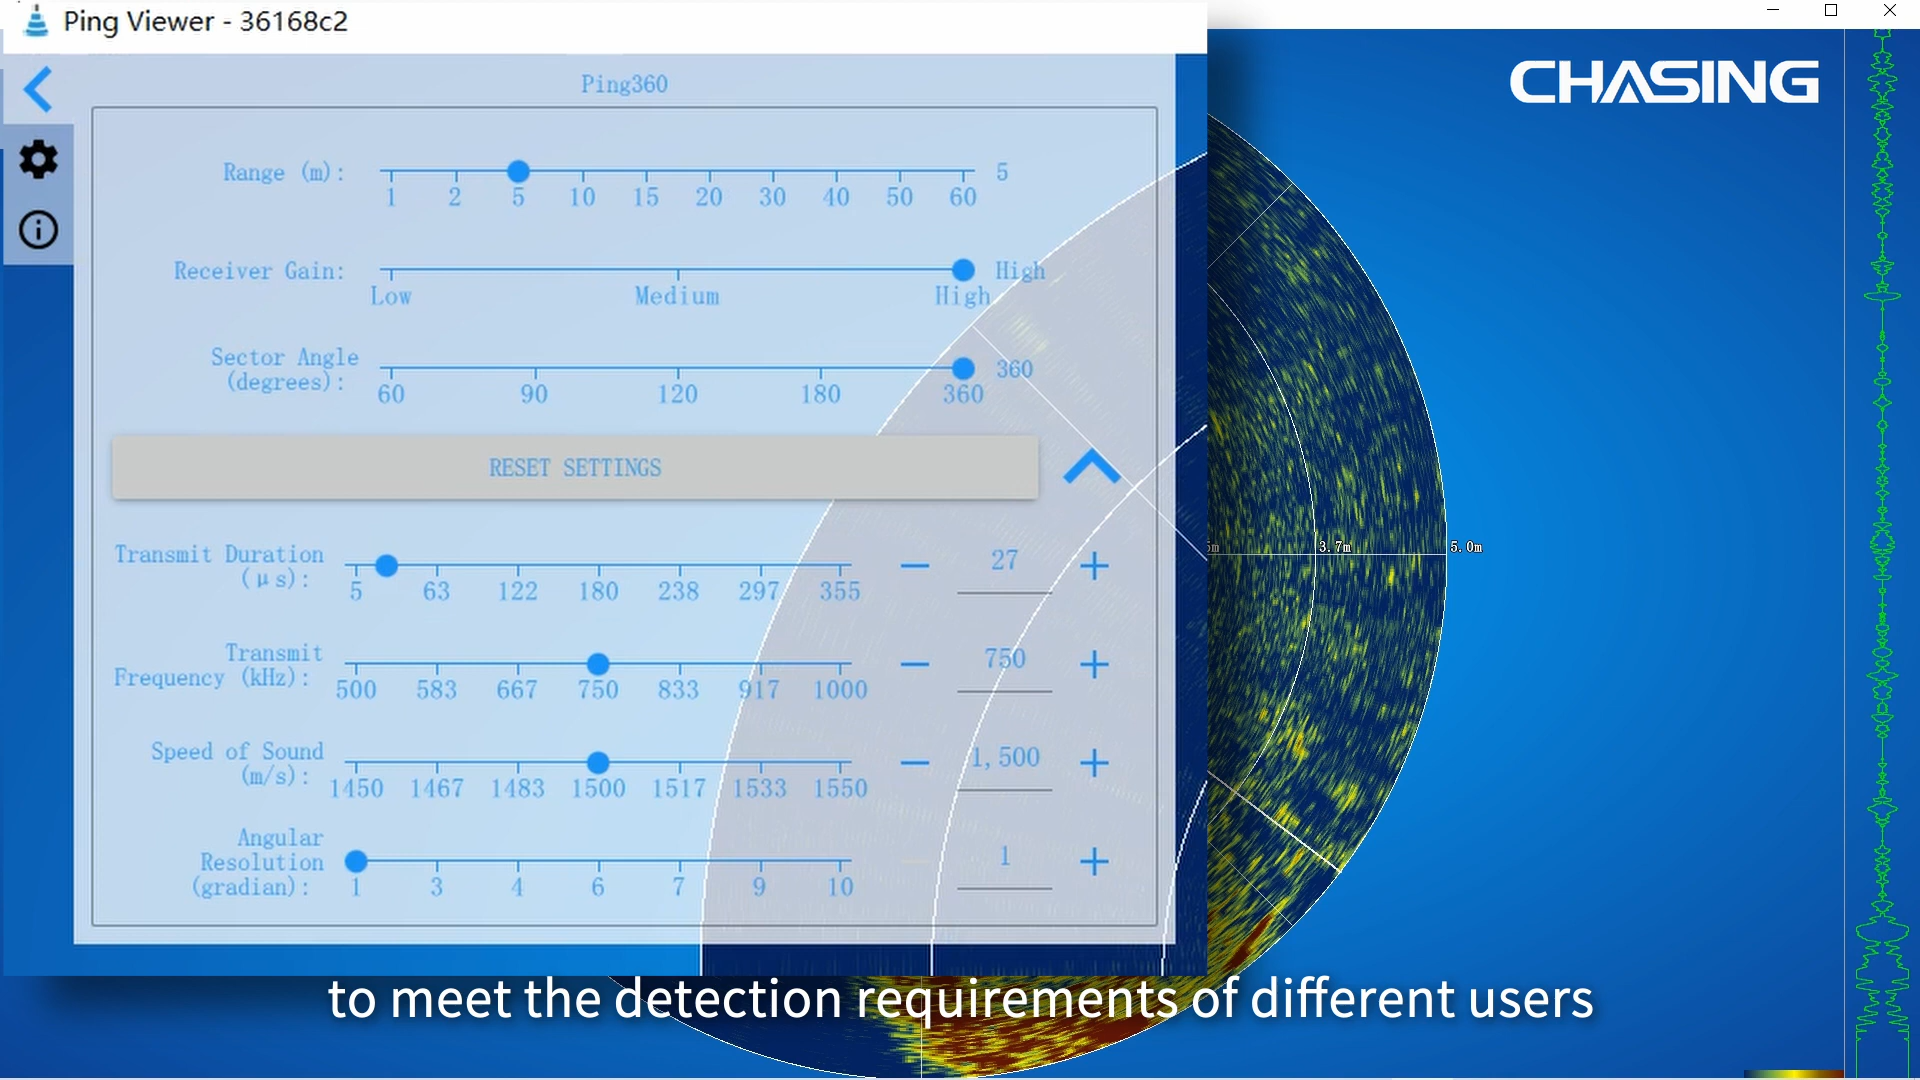 Ping Viewer - 36168c2
CHASING
Ping360
Range (m):
1 2 5 10 15 20 30 40 50 60
5
Receiver Gain:
Low Medium High
High
Sector Angle
(degrees):
60 90 120 180 360
360
RESET SETTINGS
Transmit Duration
(μs):
5 63 122 180 238 297 355
27
Transmit
Frequency (kHz):
500 583 667 750 833 917 1000
750
Speed of Sound
(m/s):
1450 1467 1483 1500 1517 1533 1550
1,500
Angular
Resolution
(gradian):
1 3 4 6 7 9 10
1
3.7m
5.0m
to meet the detection requirements of different users